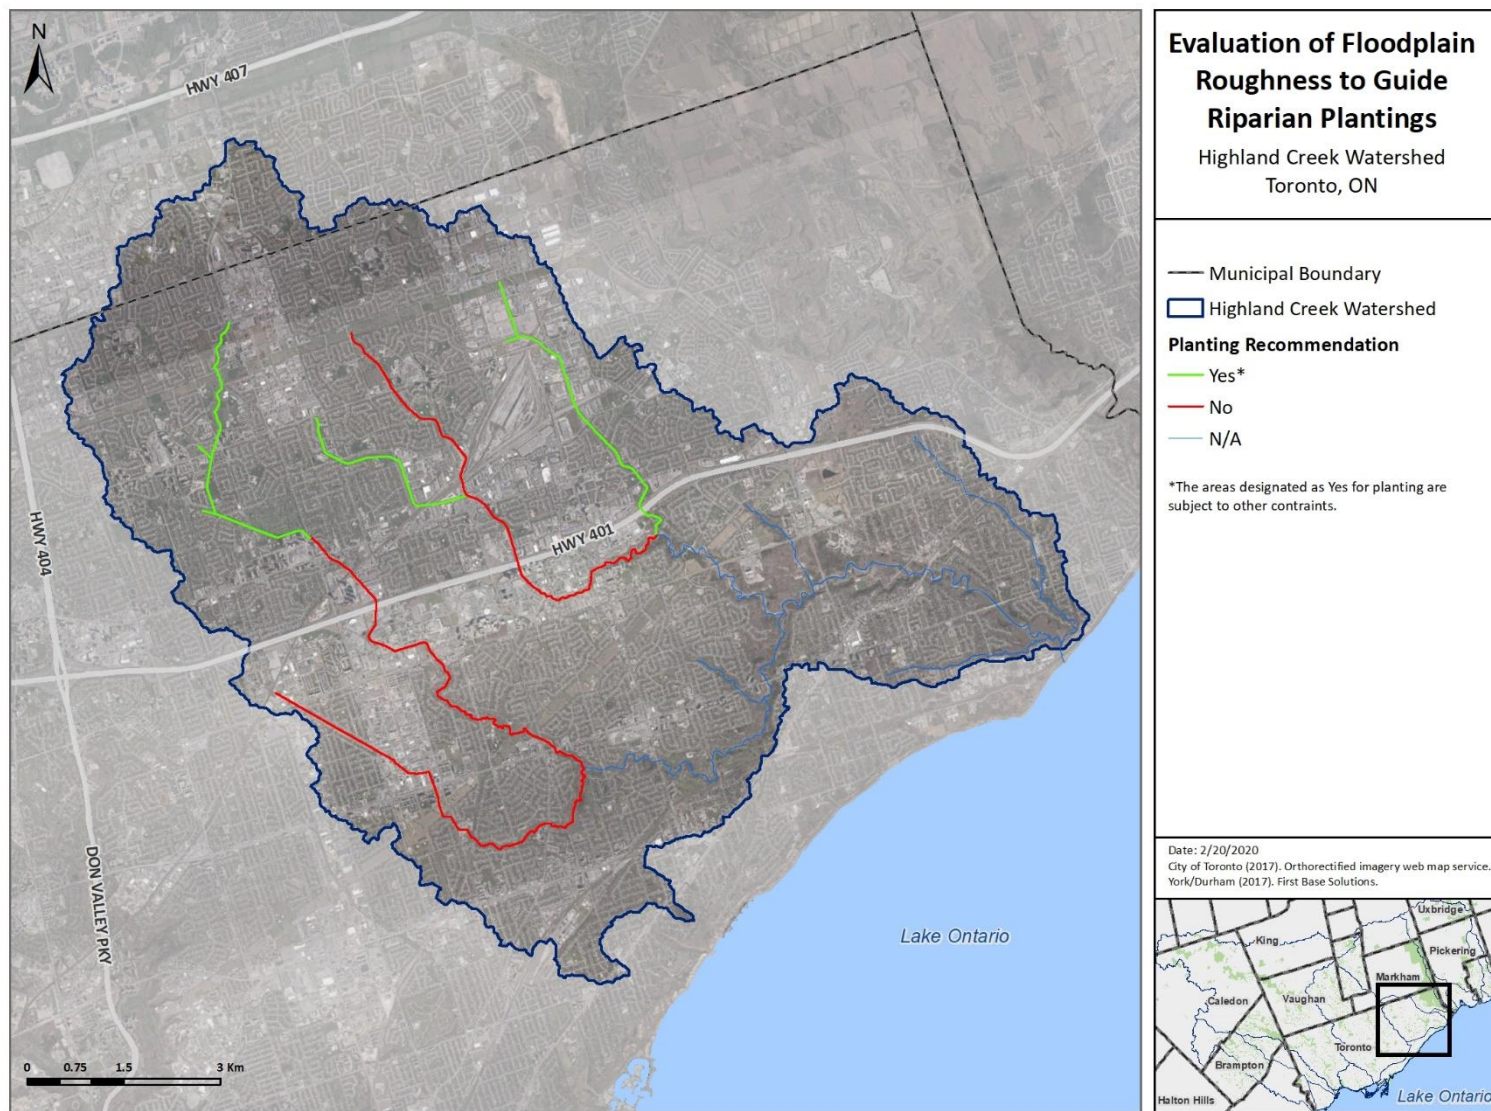 N
HWY 407
HWY 404
HWY 401
DON VALLEY PKY
Lake Ontario
0 0.75 1.5 3 Km
Evaluation of Floodplain
Roughness to Guide
Riparian Plantings
Highland Creek Watershed
Toronto, ON
Municipal Boundary
Highland Creek Watershed
Planting Recommendation
Yes*
No
N/A
*The areas designated as Yes for planting are
subject to other contraints.
Date: 2/20/2020
City of Toronto (2017). Orthorectified imagery web map service.
York/Durham (2017). First Base Solutions.
Uxbridge
King
Pickering
Markham
Caledon
Vaughan
Toronto
Brampton
Halton Hills
Lake Ontario